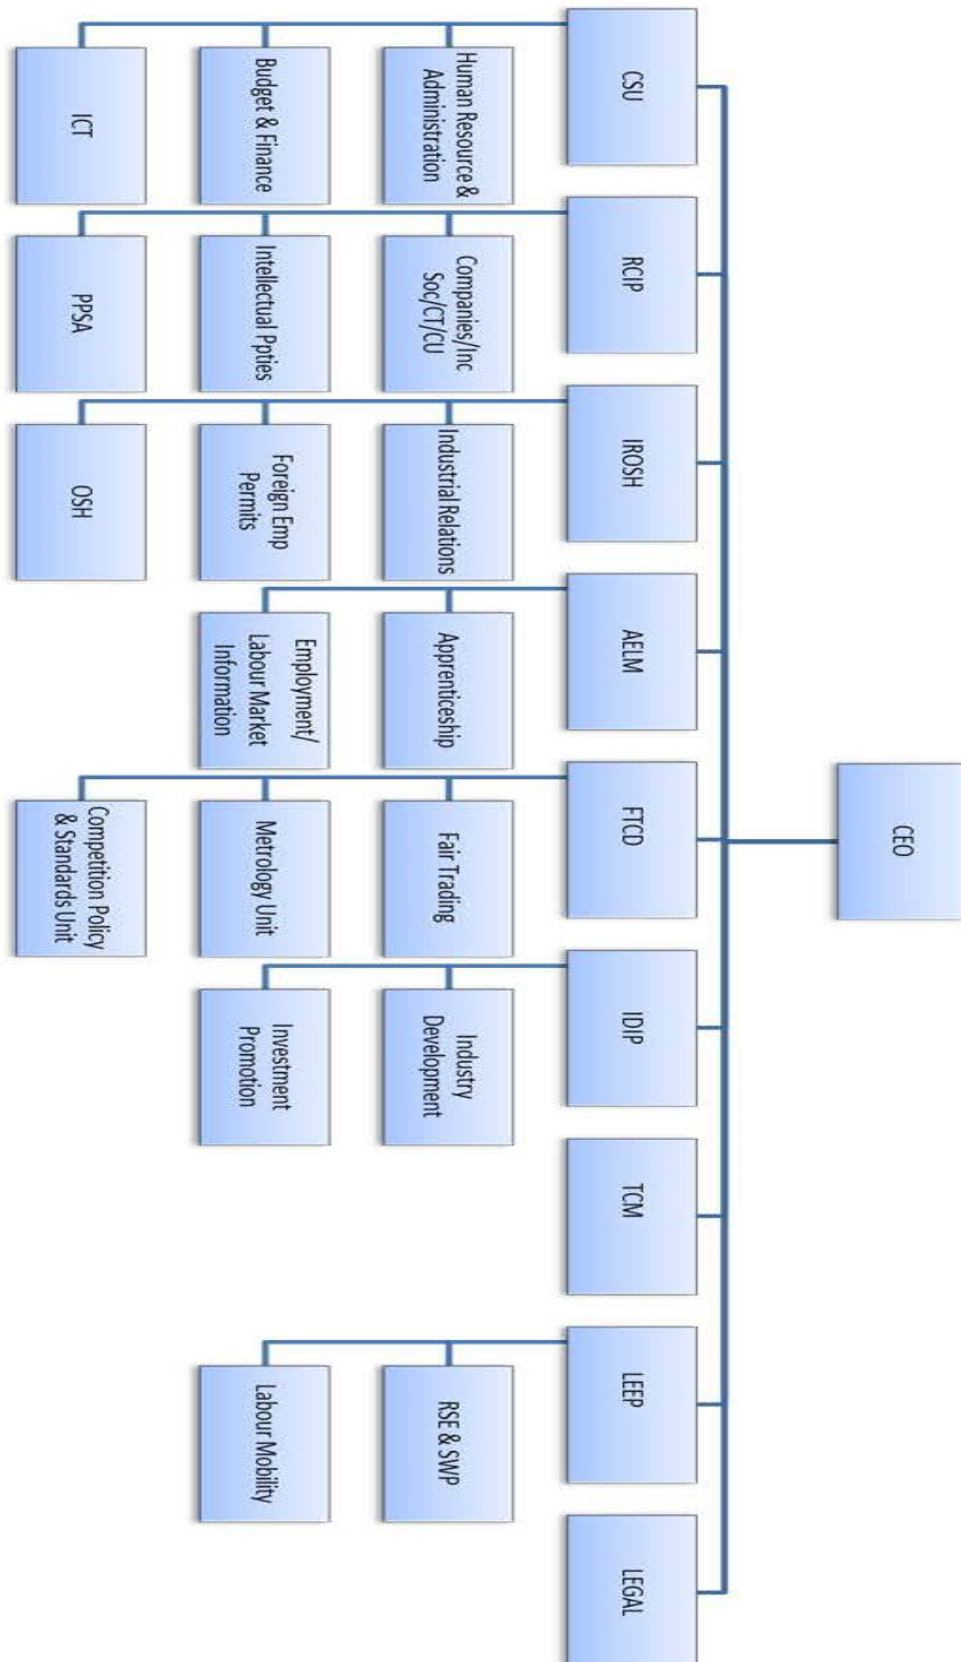 CEO
CSU
RCIP
IROSH
AELM
FTCD
IDIP
TCM
LEEP
LEGAL
Human Resource &
Administration
Companies/Inc
Soc/CT/CU
Industrial Relations
Apprenticeship
Fair Trading
Industry
Development
RSE & SWP
Budget & Finance
Intellectual Ppties
Foreign Emp
Permits
Employment/
Labour Market
Information
Metrology Unit
Investment
Promotion
Labour Mobility
ICT
PPSA
OSH
Competition Policy
& Standards Unit